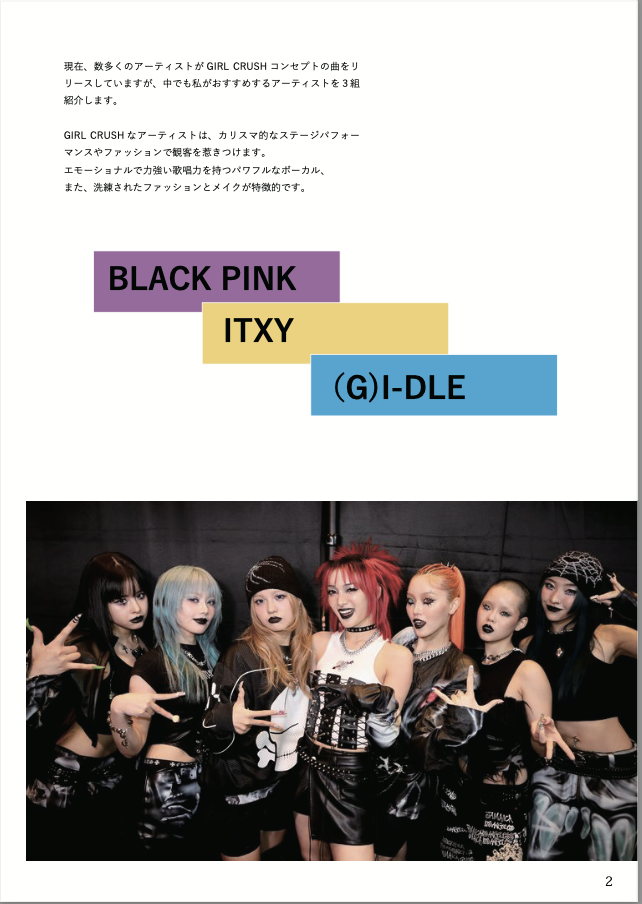 現在、数多くのアーティストが GIRL CRUSH コンセプトの曲をリ
リースしていますが、中でも私がおすすめするアーティストを３組
紹介します。
GIRL CRUSH なアーティストは、カリスマ的なステージパフォー
マンスやファッションで観客を惹きつけます。
エモーショナルで力強い歌唱力を持つパワフルなボーカル、
また、洗練されたファッションとメイクが特徴的です。
BLACK PINK
ITXY
(G)I-DLE
2